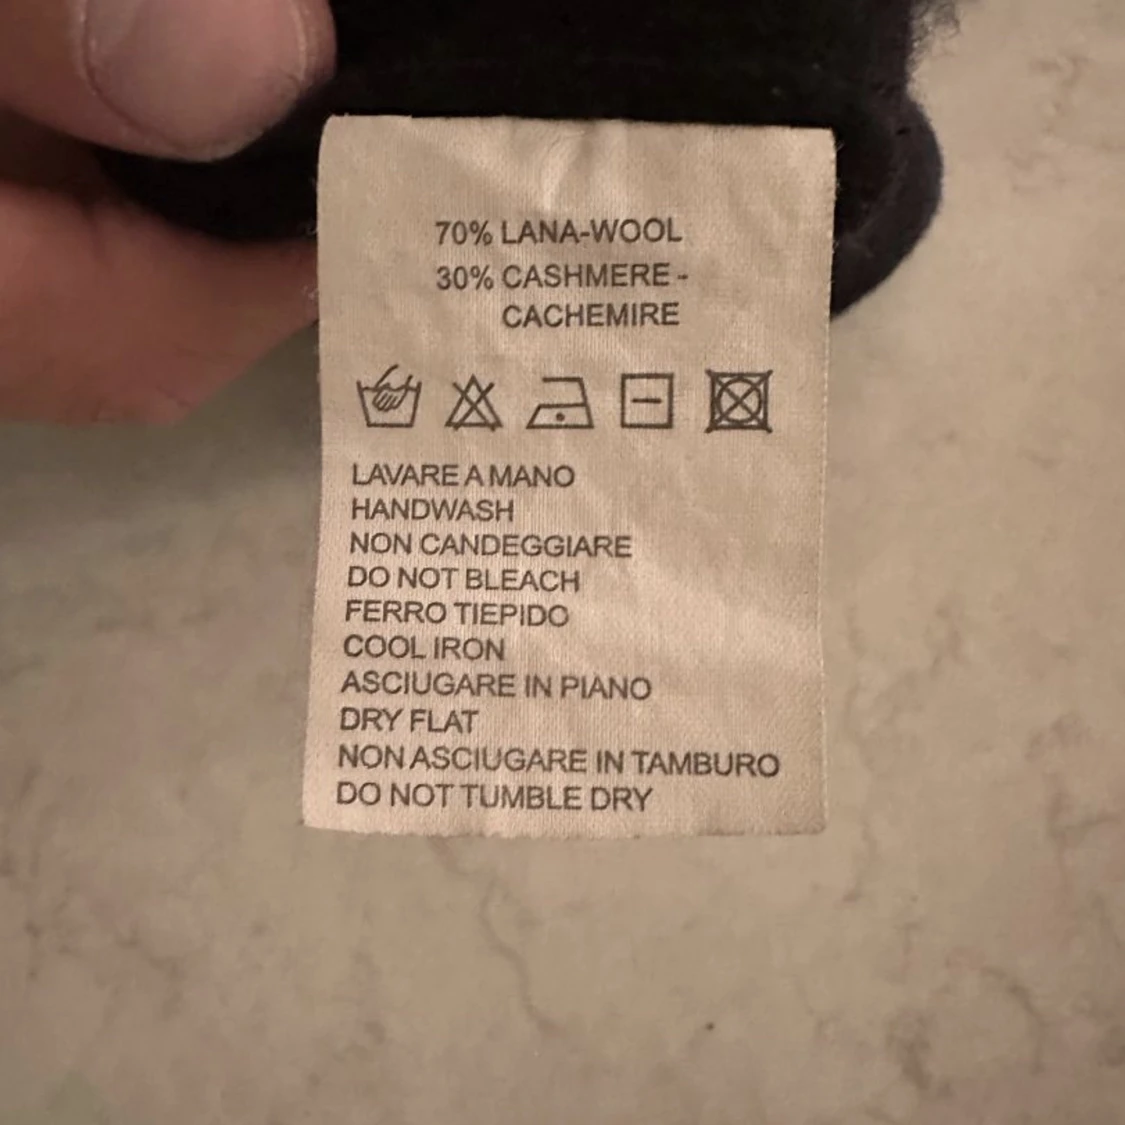 70% LANA-WOOL
30% CASHMERE -
CACHEMIRE
LAVARE A MANO
HANDWASH
NON CANDEGGIARE
DO NOT BLEACH
FERRO TIEPIDO
COOL IRON
ASCIUGARE IN PIANO
DRY FLAT
NON ASCIUGARE IN TAMBURO
DO NOT TUMBLE DRY